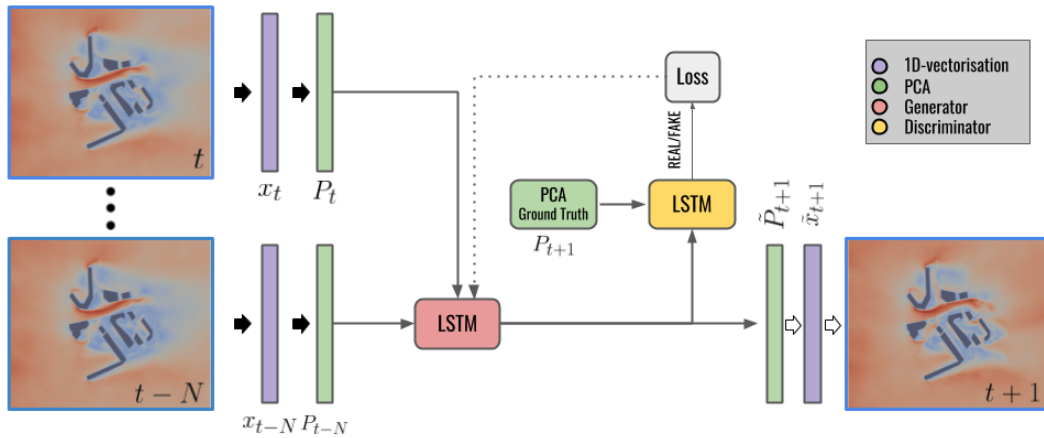 t
x_t
P_t
t − N
x_{t−N}
P_{t−N}
LSTM
PCA
Ground Truth
P_{t+1}
LSTM
REAL/FAKE
Loss
P̃_{t+1}
x̃_{t+1}
t + 1
1D-vectorisation
PCA
Generator
Discriminator